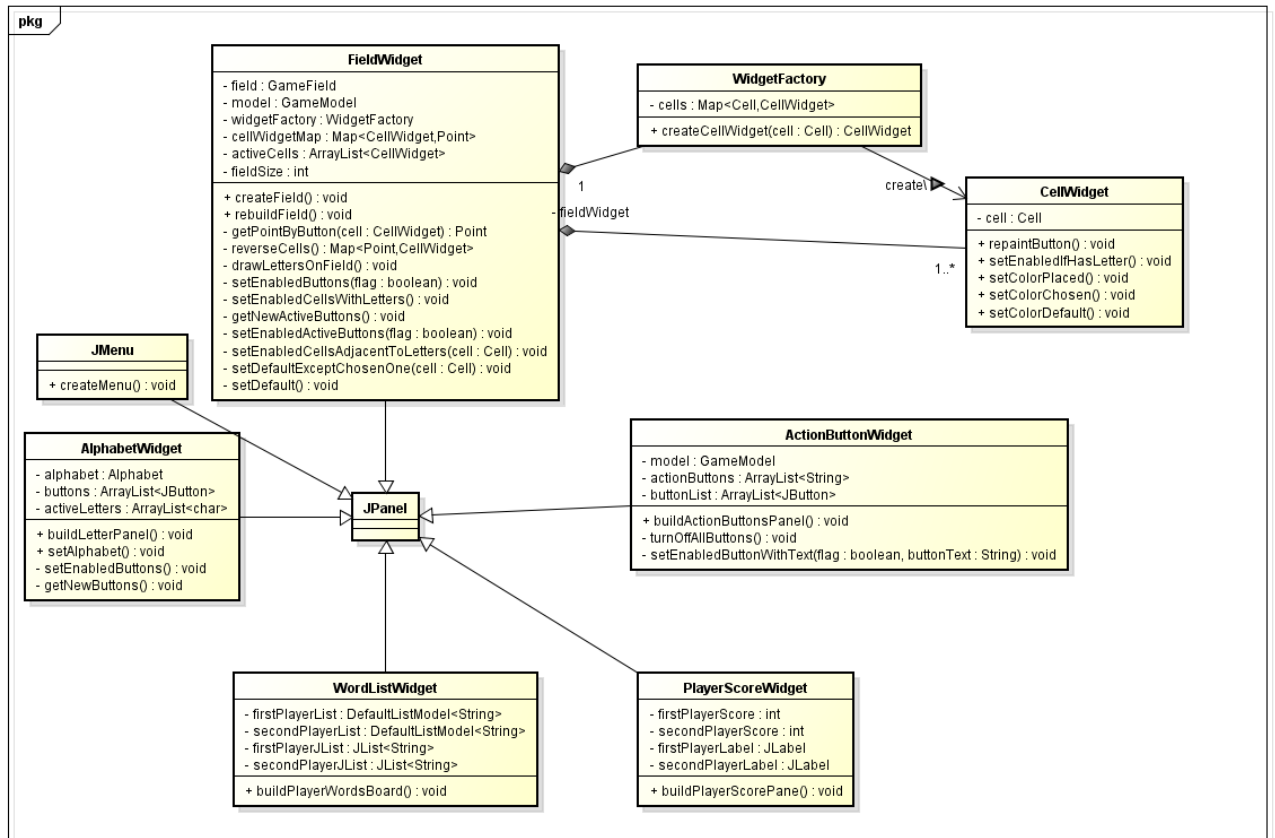 pkg
FieldWidget
- field : GameField
- model : GameModel
- widgetFactory : WidgetFactory
- cellWidgetMap : Map<CellWidget,Point>
- activeCells : ArrayList<CellWidget>
- fieldSize : int
+ createField() : void
+ rebuildField() : void
- getPointByButton(cell : CellWidget) : Point
- reverseCells() : Map<Point,CellWidget>
- drawLettersOnField() : void
- setEnabledButtons(flag : boolean) : void
- setEnabledCellsWithLetters() : void
- getNewActiveButtons() : void
- setEnabledActiveButtons(flag : boolean) : void
- setEnabledCellsAdjacentToLetters(cell : Cell) : void
- setDefaultExceptChosenOne(cell : Cell) : void
- setDefault() : void
WidgetFactory
- cells : Map<Cell,CellWidget>
+ createCellWidget(cell : Cell) : CellWidget
1
create\
- fieldWidget
1..*
CellWidget
- cell : Cell
+ repaintButton() : void
+ setEnabledIfHasLetter() : void
+ setColorPlaced() : void
+ setColorChosen() : void
+ setColorDefault() : void
JMenu
+ createMenu() : void
AlphabetWidget
- alphabet : Alphabet
- buttons : ArrayList<JButton>
- activeLetters : ArrayList<char>
+ buildLetterPanel() : void
+ setAlphabet() : void
- setEnabledButtons() : void
- getNewButtons() : void
JPanel
ActionButtonWidget
- model : GameModel
- actionButtons : ArrayList<String>
- buttonList : ArrayList<JButton>
+ buildActionButtonsPanel() : void
- turnOffAllButtons() : void
- setEnabledButtonWithText(flag : boolean, buttonText : String) : void
WordListWidget
- firstPlayerList : DefaultListModel<String>
- secondPlayerList : DefaultListModel<String>
- firstPlayerJList : JList<String>
- secondPlayerJList : JList<String>
+ buildPlayerWordsBoard() : void
PlayerScoreWidget
- firstPlayerScore : int
- secondPlayerScore : int
- firstPlayerLabel : JLabel
- secondPlayerLabel : JLabel
+ buildPlayerScorePane() : void